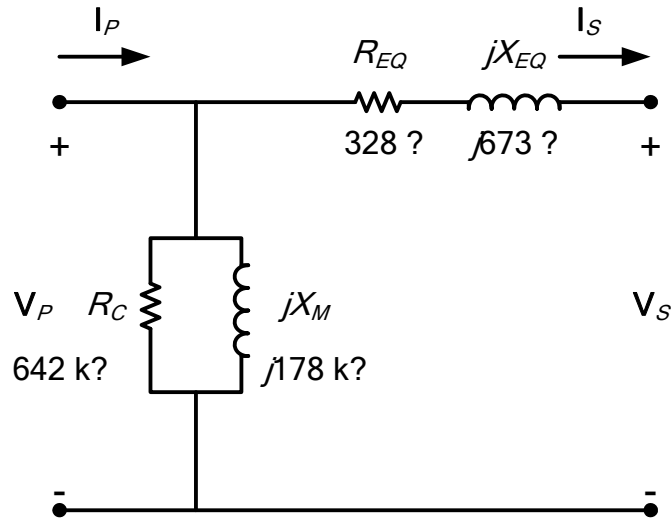 I_P I_S
R_EQ jX_EQ
328 ? j673 ?
+ +
V_P R_C jX_M V_S
642 k? j178 k?
- -